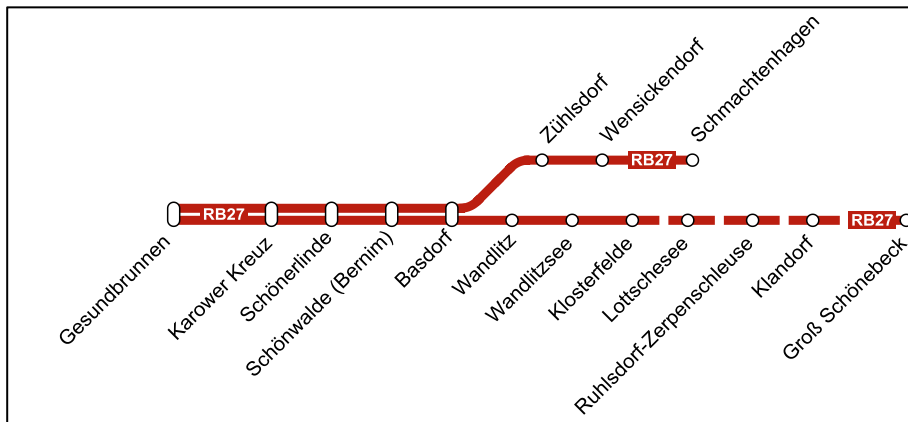 Zühlsdorf
Wensickendorf
Schmachtenhagen
RB27
RB27
RB27
Gesundbrunnen
Karower Kreuz
Schönerlinde
Schönwalde (Bernim)
Basdorf
Wandlitz
Wandlitzsee
Klosterfelde
Lottschesee
Ruhlsdorf-Zerpenschleuse
Klandorf
Groß Schönebeck